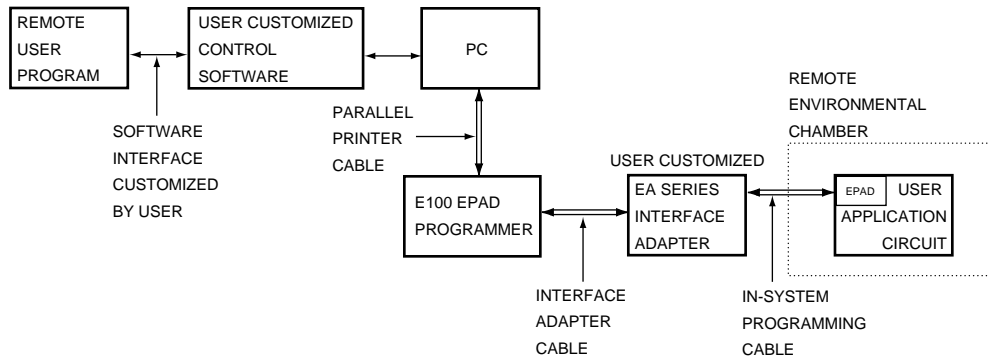 REMOTE
USER
PROGRAM
USER CUSTOMIZED
CONTROL
SOFTWARE
PC
SOFTWARE
INTERFACE
CUSTOMIZED
BY USER
PARALLEL
PRINTER
CABLE
REMOTE
ENVIRONMENTAL
CHAMBER
E100 EPAD
PROGRAMMER
USER CUSTOMIZED
EA SERIES
INTERFACE
ADAPTER
EPAD
USER
APPLICATION
CIRCUIT
INTERFACE
ADAPTER
CABLE
IN-SYSTEM
PROGRAMMING
CABLE